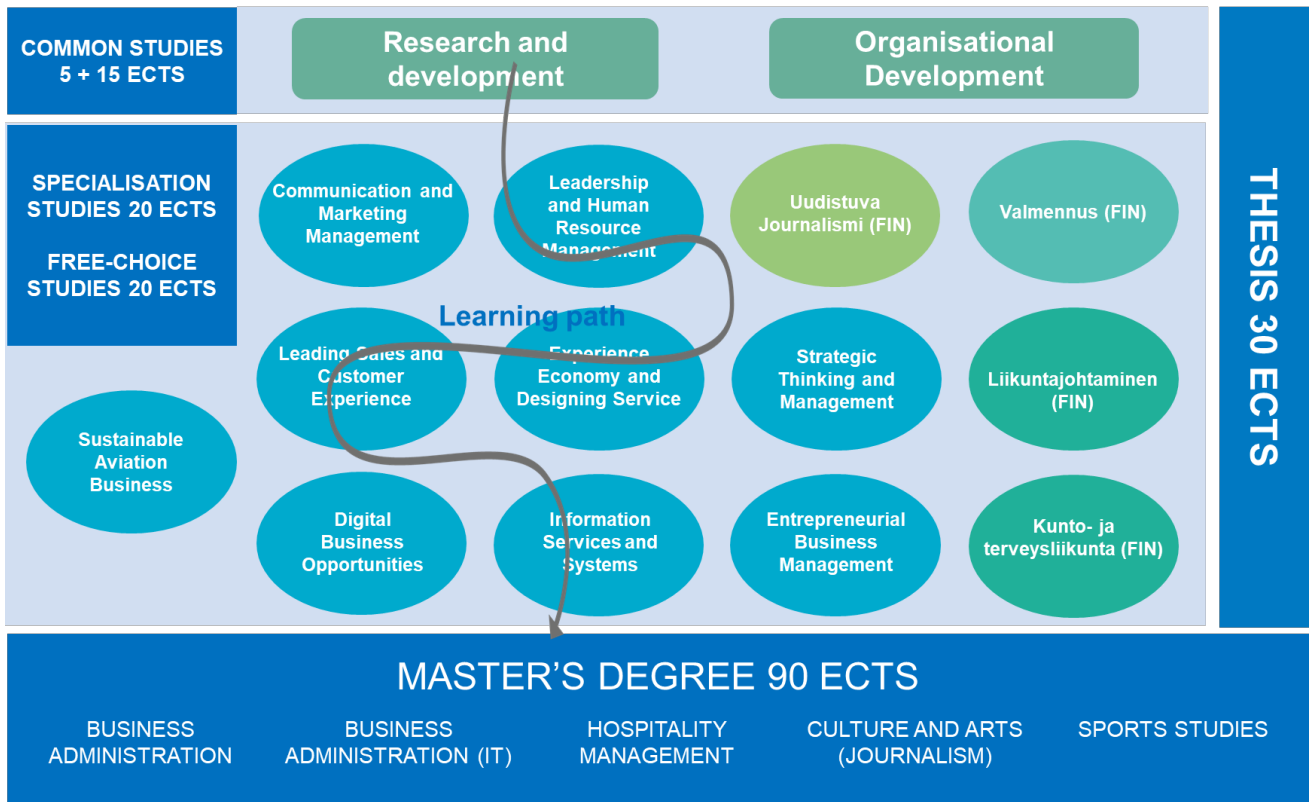 COMMON STUDIES
5 + 15 ECTS
Research and
development
Organisational
Development
SPECIALISATION
STUDIES 20 ECTS
FREE-CHOICE
STUDIES 20 ECTS
Communication and
Marketing
Management
Leadership
and Human
Resource
Management
Uudistuva
Journalismi (FIN)
Valmennus (FIN)
Learning path
Leading Sales and
Customer
Experience
Experience
Economy and
Designing Service
Strategic
Thinking and
Management
Liikuntajohtaminen
(FIN)
Sustainable
Aviation
Business
Digital
Business
Opportunities
Information
Services and
Systems
Entrepreneurial
Business
Management
Kunto- ja
terveysliikunta (FIN)
THESIS 30 ECTS
MASTER'S DEGREE 90 ECTS
BUSINESS
ADMINISTRATION
BUSINESS
ADMINISTRATION (IT)
HOSPITALITY
MANAGEMENT
CULTURE AND ARTS
(JOURNALISM)
SPORTS STUDIES